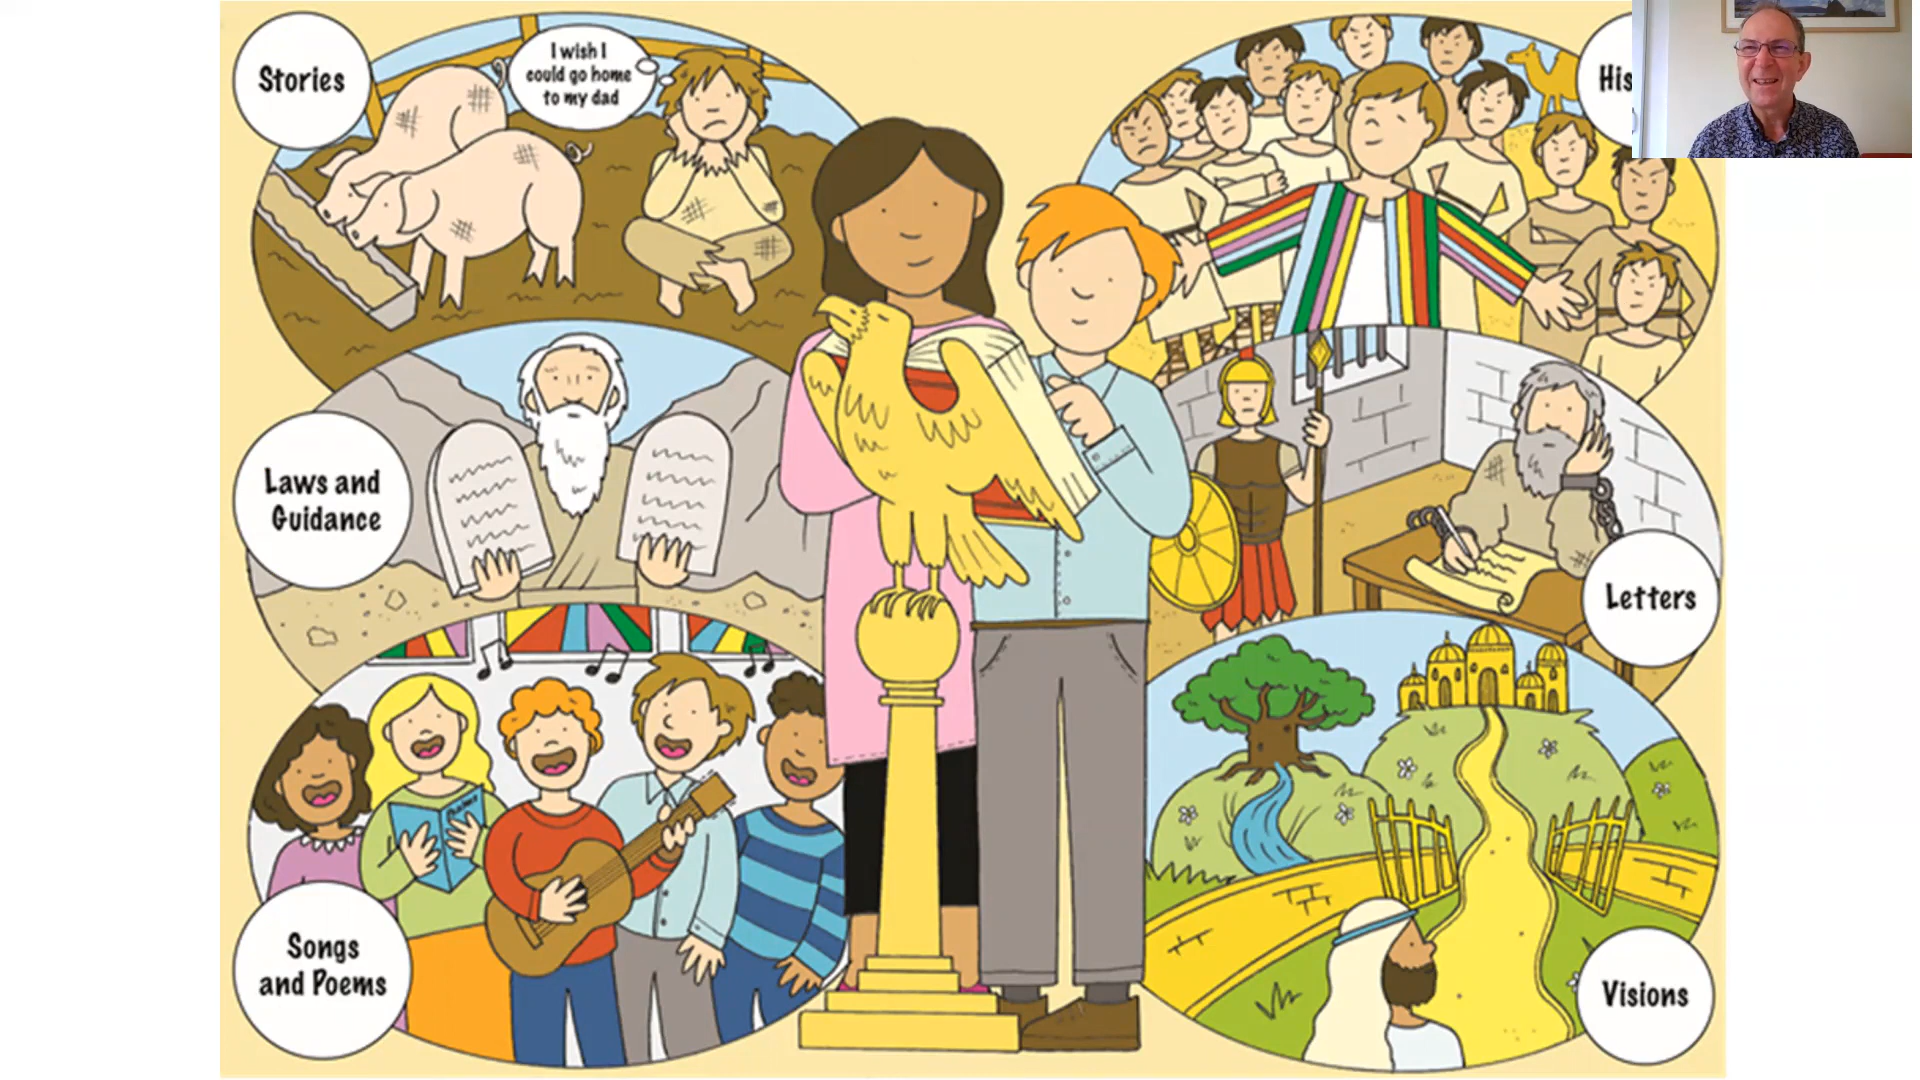 Stories
I wish I
could go home
to my dad
His
Laws and
Guidance
Letters
Songs
and Poems
Visions